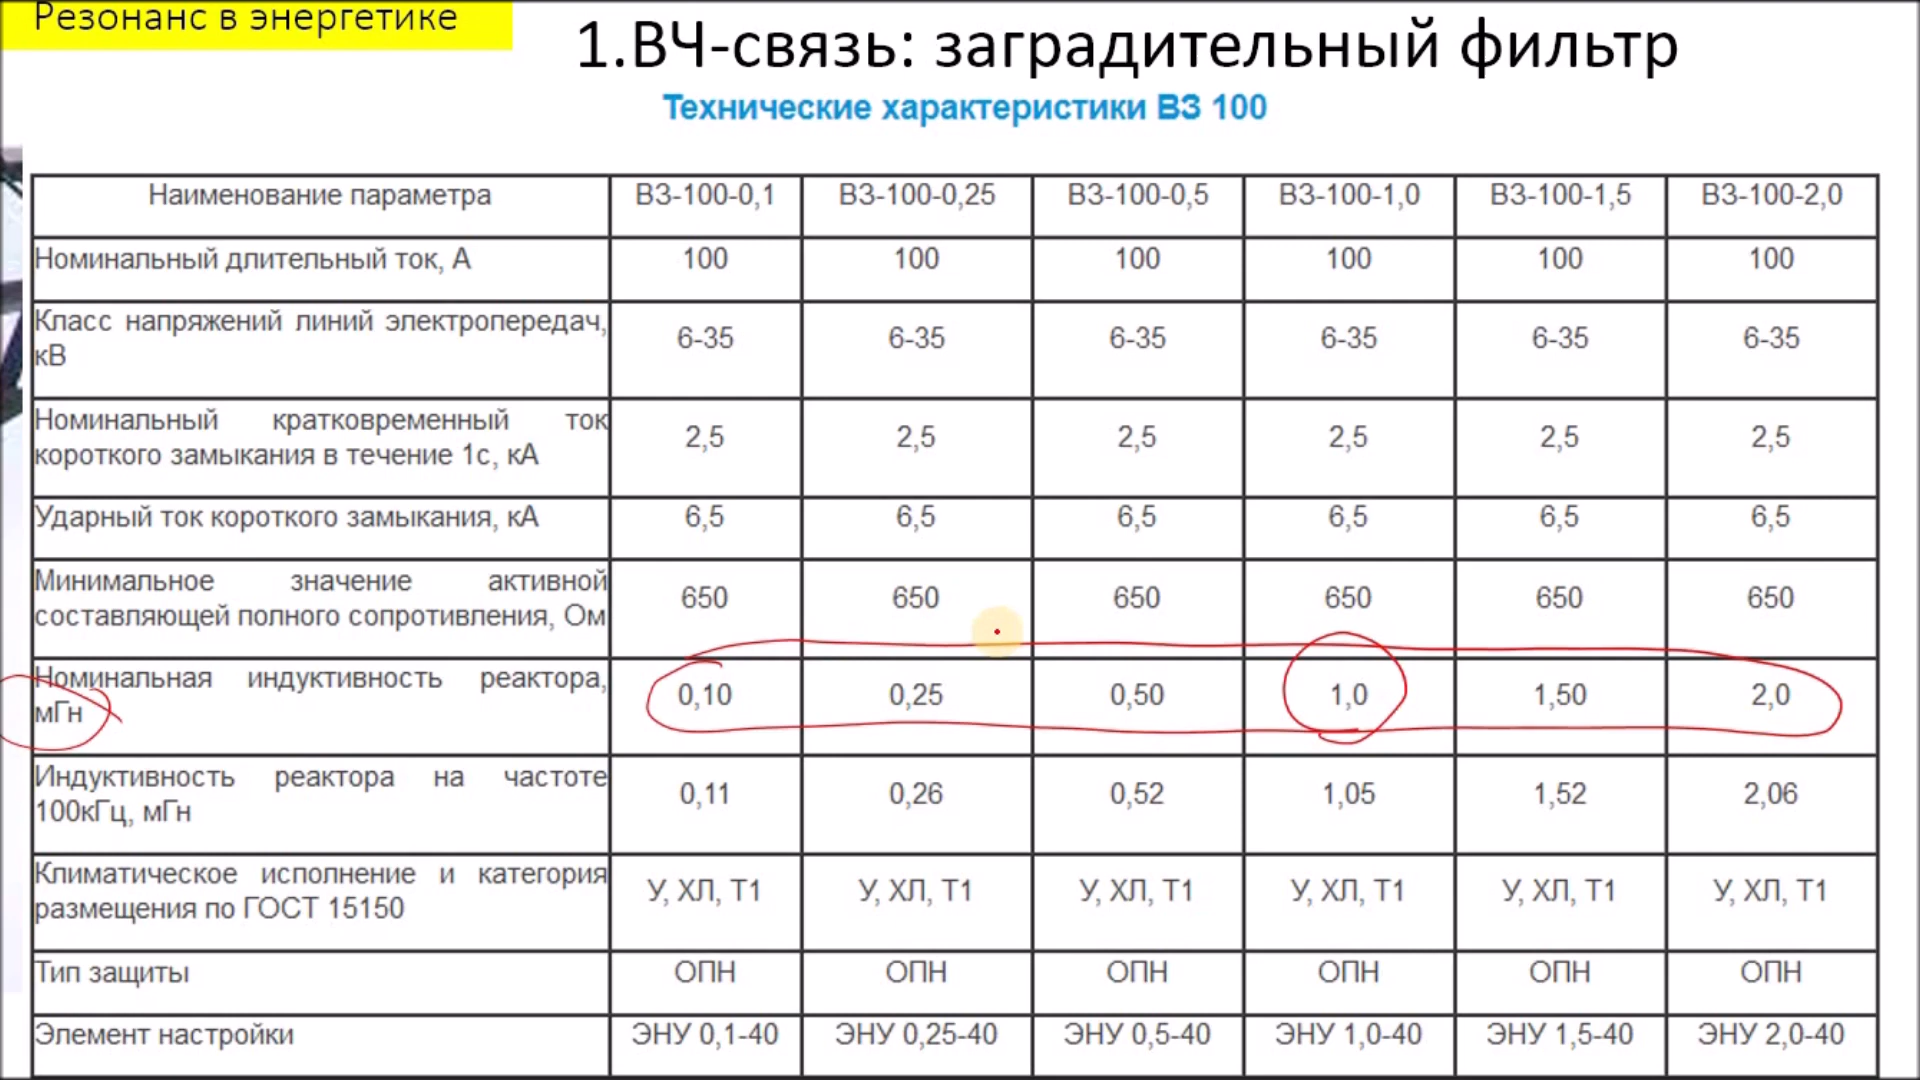 Резонанс в энергетике
1.ВЧ-связь: заградительный фильтр
Технические характеристики ВЗ 100
Наименование параметра ВЗ-100-0,1 ВЗ-100-0,25 ВЗ-100-0,5 ВЗ-100-1,0 ВЗ-100-1,5 ВЗ-100-2,0
Номинальный длительный ток, А 100 100 100 100 100 100
Класс напряжений линий электропередач,
кВ 6-35 6-35 6-35 6-35 6-35 6-35
Номинальный кратковременный ток
короткого замыкания в течение 1с, кА 2,5 2,5 2,5 2,5 2,5 2,5
Ударный ток короткого замыкания, кА 6,5 6,5 6,5 6,5 6,5 6,5
Минимальное значение активной
составляющей полного сопротивления, Ом 650 650 650 650 650 650
Номинальная индуктивность реактора,
мГн 0,10 0,25 0,50 1,0 1,50 2,0
Индуктивность реактора на частоте
100кГц, мГн 0,11 0,26 0,52 1,05 1,52 2,06
Климатическое исполнение и категория
размещения по ГОСТ 15150 У, ХЛ, Т1 У, ХЛ, Т1 У, ХЛ, Т1 У, ХЛ, Т1 У, ХЛ, Т1 У, ХЛ, Т1
Тип защиты ОПН ОПН ОПН ОПН ОПН ОПН
Элемент настройки ЭНУ 0,1-40 ЭНУ 0,25-40 ЭНУ 0,5-40 ЭНУ 1,0-40 ЭНУ 1,5-40 ЭНУ 2,0-40